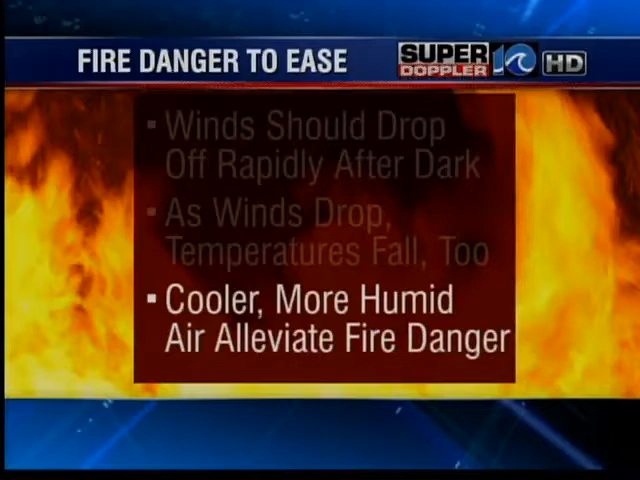 FIRE DANGER TO EASE
SUPER
DOPPLER 10 HD
▪ Winds Should Drop
Off Rapidly After Dark
▪ As Winds Drop,
Temperatures Fall, Too
▪ Cooler, More Humid
Air Alleviate Fire Danger